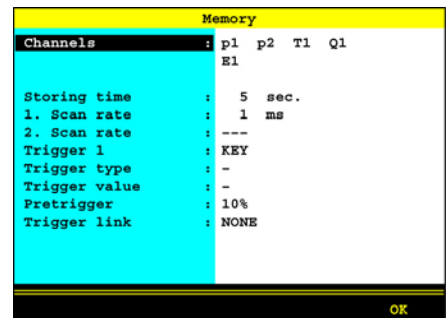 Memory
Channels : p1 p2 T1 Q1
E1
Storing time : 5 sec.
1. Scan rate : 1 ms
2. Scan rate : ---
Trigger 1 : KEY
Trigger type : -
Trigger value : -
Pretrigger : 10%
Trigger link : NONE
OK